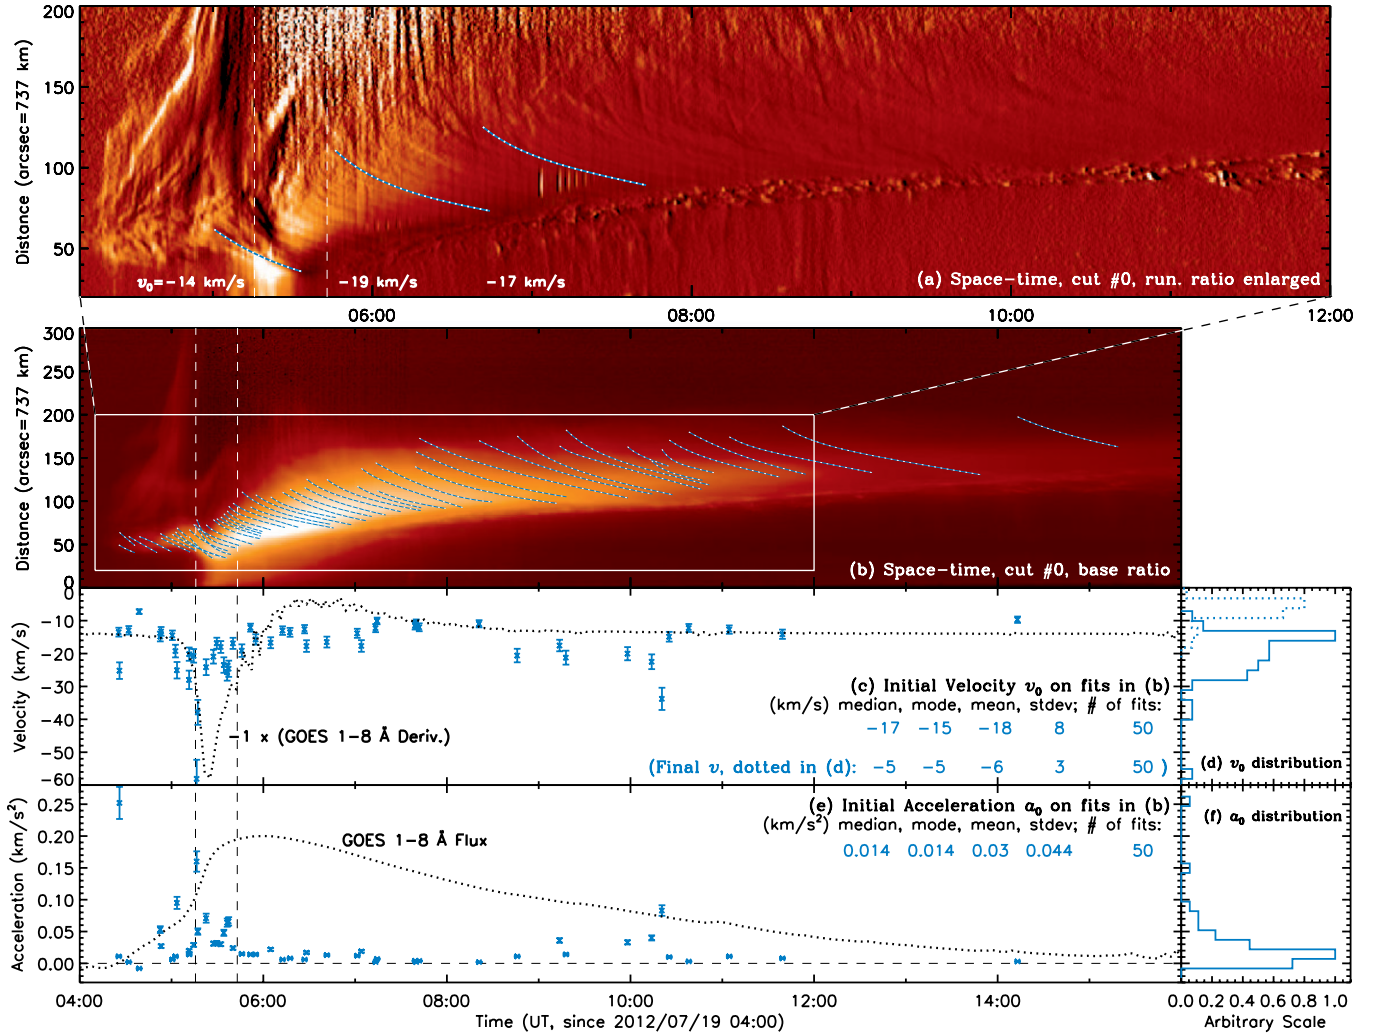 200
150
100
50
Distance (arcsec=737 km)
v₀=−14 km/s
−19 km/s
−17 km/s
(a) Space−time, cut #0, run. ratio enlarged
06:00
08:00
10:00
12:00
300
250
200
150
100
50
0
Distance (arcsec=737 km)
(b) Space−time, cut #0, base ratio
0
−10
−20
−30
−40
−50
−60
Velocity (km/s)
−1 x (GOES 1−8 Å Deriv.)
(c) Initial Velocity v₀ on fits in (b)
(km/s) median, mode, mean, stdev; # of fits:
−17 −15 −18 8 50
(Final v, dotted in (d): −5 −5 −6 3 50 )
(d) v₀ distribution
0.25
0.20
0.15
0.10
0.05
0.00
Acceleration (km/s²)
GOES 1−8 Å Flux
(e) Initial Acceleration a₀ on fits in (b)
(km/s²) median, mode, mean, stdev; # of fits:
0.014 0.014 0.03 0.044 50
(f) a₀ distribution
04:00
06:00
08:00
10:00
12:00
14:00
Time (UT, since 2012/07/19 04:00)
0.0 0.2 0.4 0.6 0.8 1.0
Arbitrary Scale